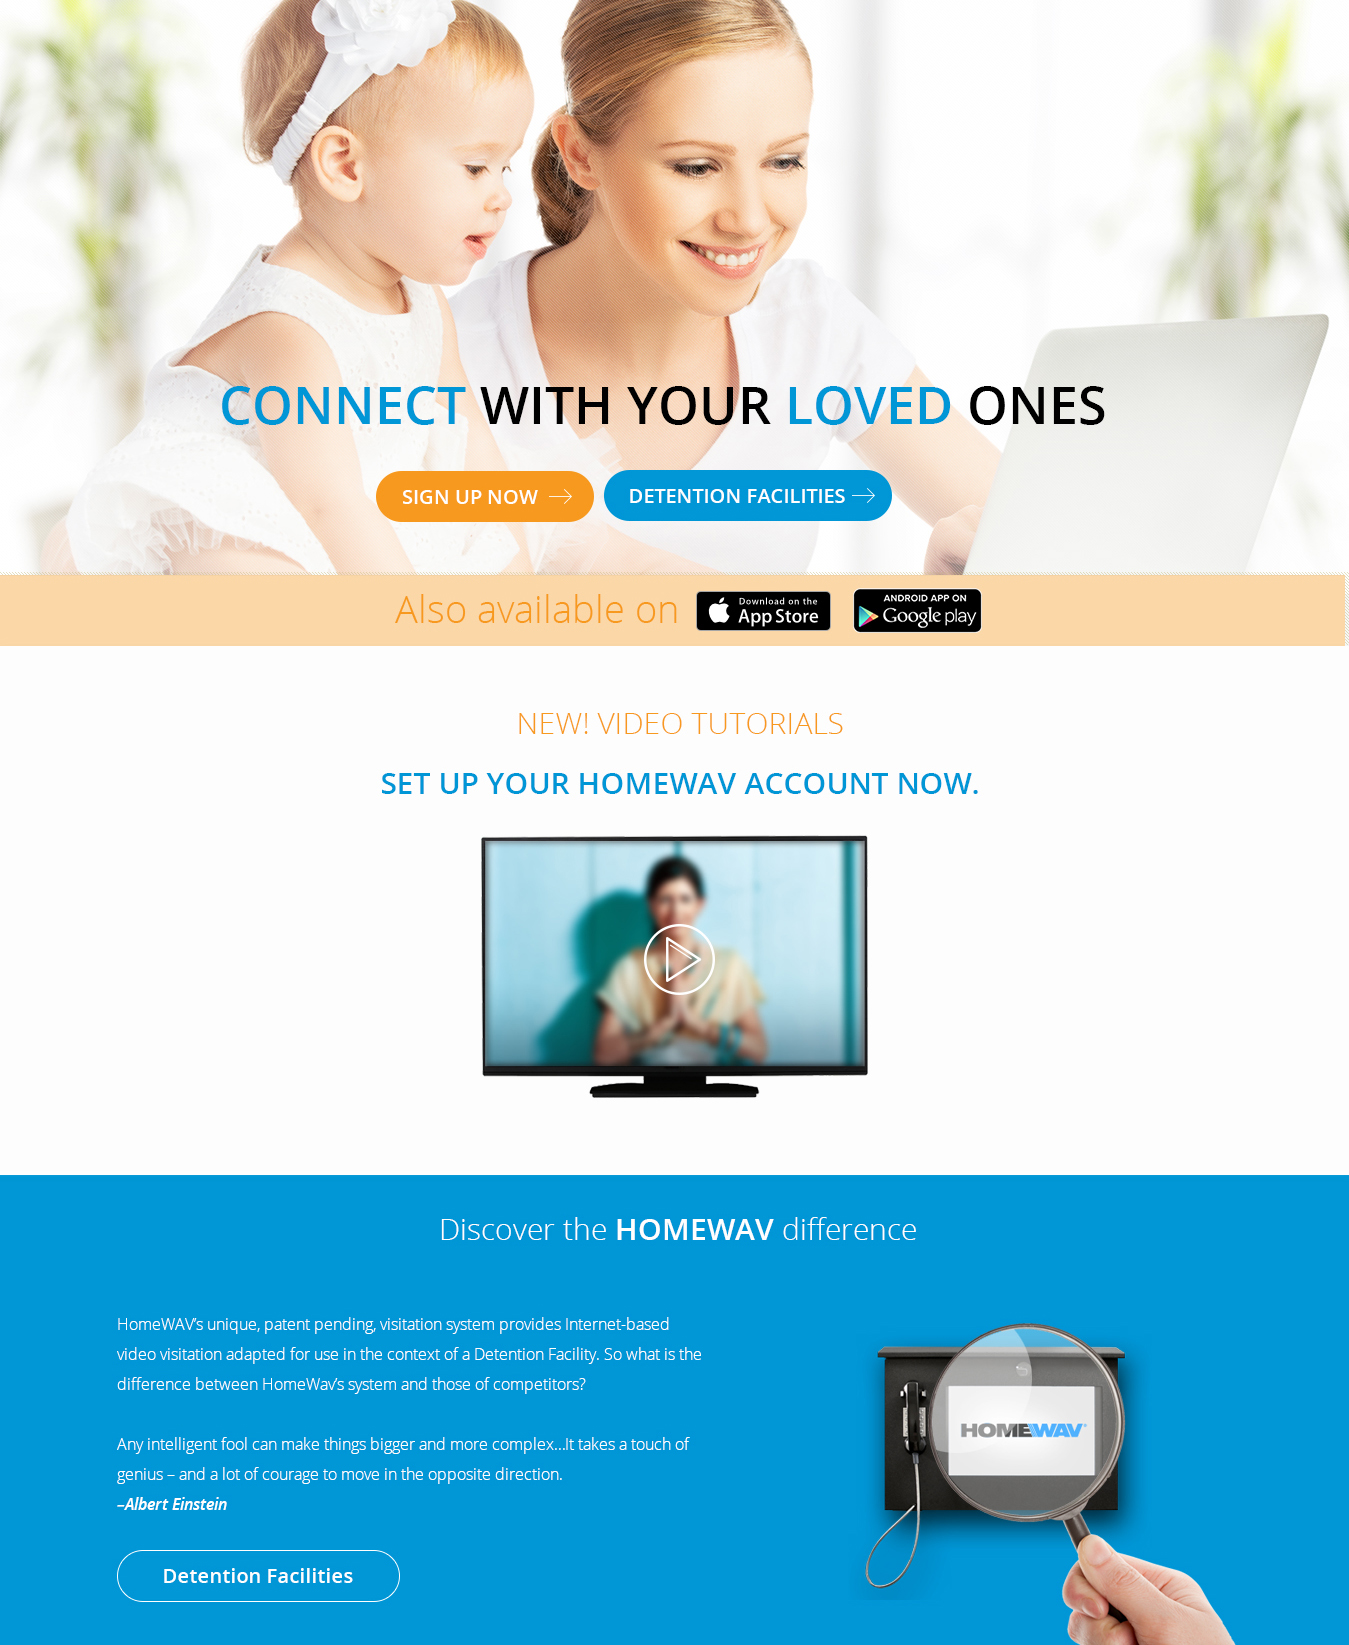 CONNECT WITH YOUR LOVED ONES
SIGN UP NOW
DETENTION FACILITIES
Also available on
Download on the
App Store
ANDROID APP ON
Google play
NEW! VIDEO TUTORIALS
SET UP YOUR HOMEWAV ACCOUNT NOW.
Discover the HOMEWAV difference
HomeWAV's unique, patent pending, visitation system provides Internet-based
video visitation adapted for use in the context of a Detention Facility. So what is the
difference between HomeWav's system and those of competitors?
Any intelligent fool can make things bigger and more complex...It takes a touch of
genius – and a lot of courage to move in the opposite direction.
–Albert Einstein
Detention Facilities
HOMEWAV